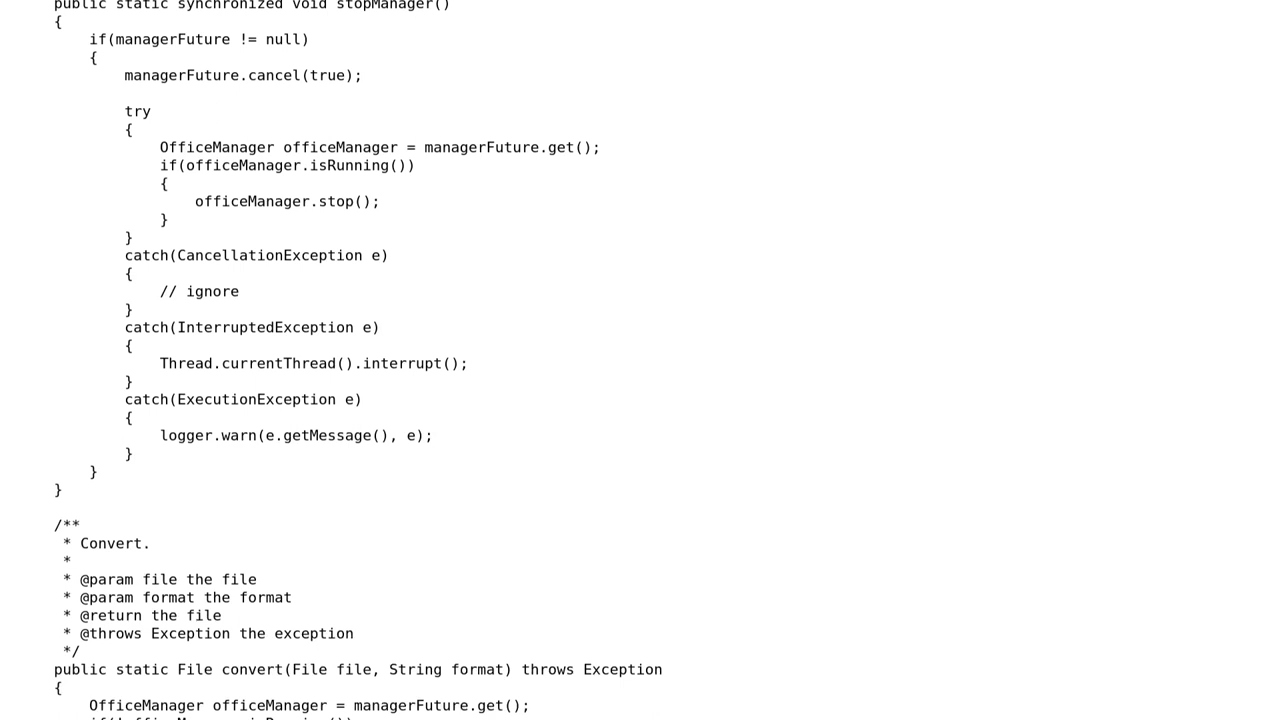 public static synchronized void stopManager()
{
    if(managerFuture != null)
    {
        managerFuture.cancel(true);

        try
        {
            OfficeManager officeManager = managerFuture.get();
            if(officeManager.isRunning())
            {
                officeManager.stop();
            }
        }
        catch(CancellationException e)
        {
            // ignore
        }
        catch(InterruptedException e)
        {
            Thread.currentThread().interrupt();
        }
        catch(ExecutionException e)
        {
            logger.warn(e.getMessage(), e);
        }
    }
}

/**
 * Convert.
 *
 * @param file the file
 * @param format the format
 * @return the file
 * @throws Exception the exception
 */
public static File convert(File file, String format) throws Exception
{
    OfficeManager officeManager = managerFuture.get();